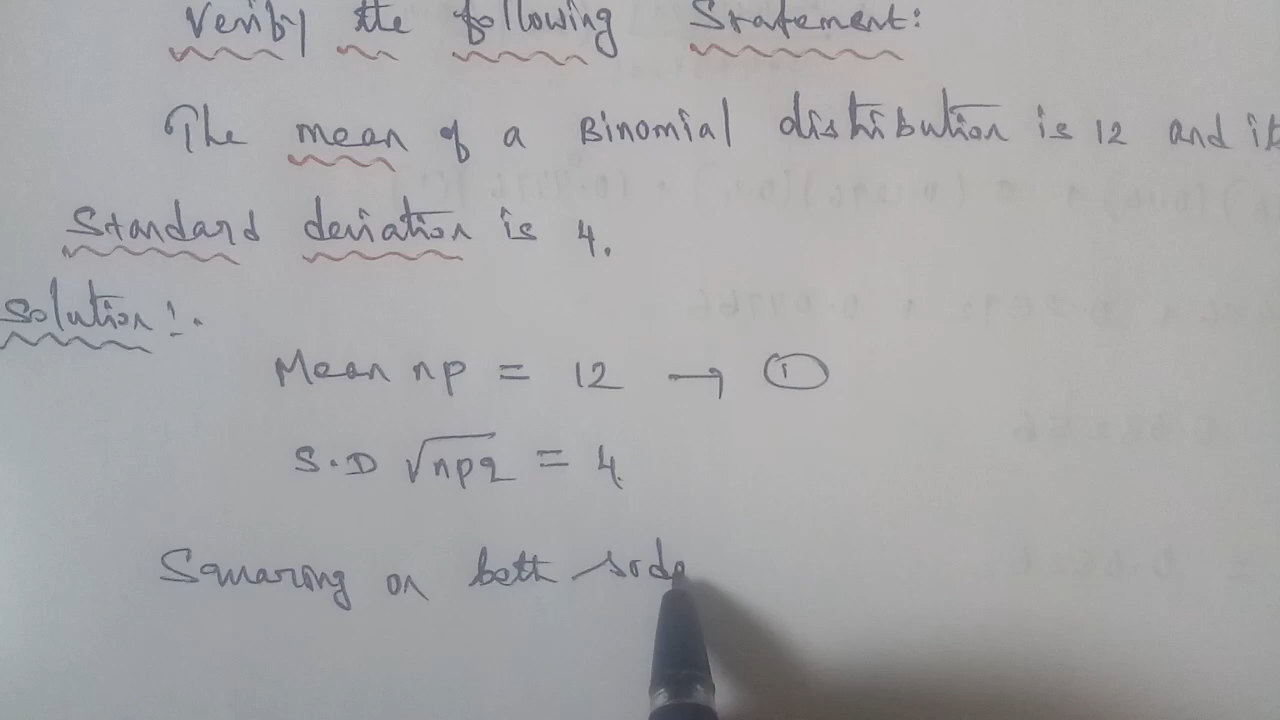 Verify the following Statement:
The mean of a Binomial distribution is 12 and its
Standard deviation is 4.
Solution:-
Mean np = 12 → ①
S.D √npq = 4
Squaring on both side